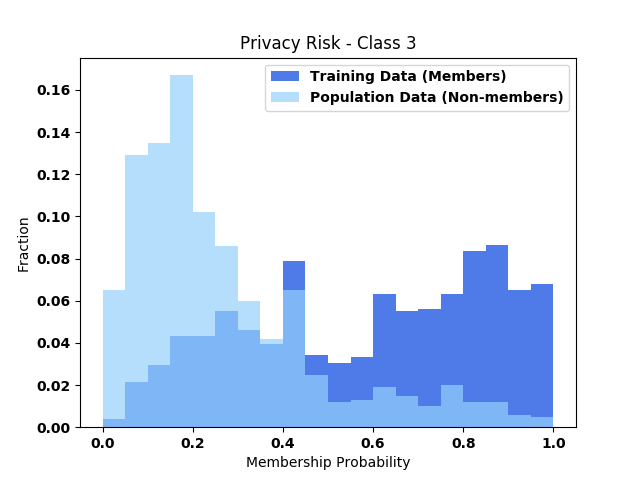 Privacy Risk - Class 3
Training Data (Members)
Population Data (Non-members)
0.16
0.14
0.12
0.10
0.08
0.06
0.04
0.02
0.00
Fraction
0.0 0.2 0.4 0.6 0.8 1.0
Membership Probability